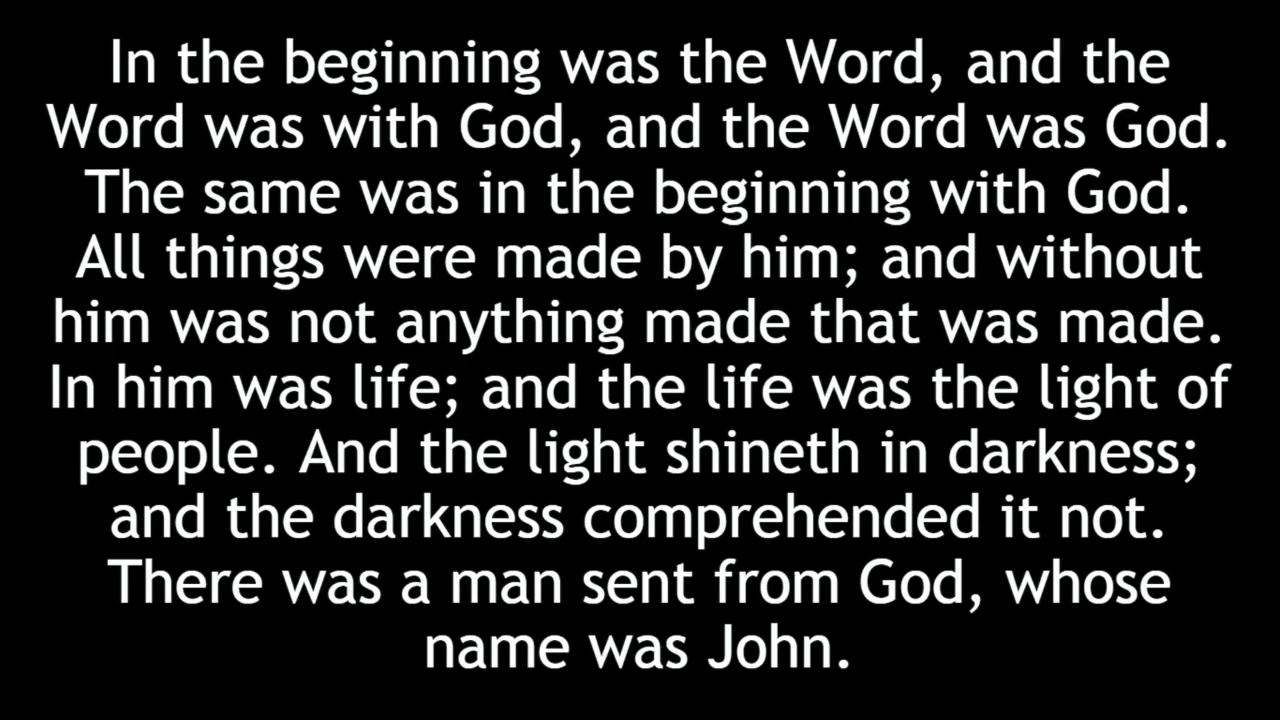 In the beginning was the Word, and the
Word was with God, and the Word was God.
The same was in the beginning with God.
All things were made by him; and without
him was not anything made that was made.
In him was life; and the life was the light of
people. And the light shineth in darkness;
and the darkness comprehended it not.
There was a man sent from God, whose
name was John.